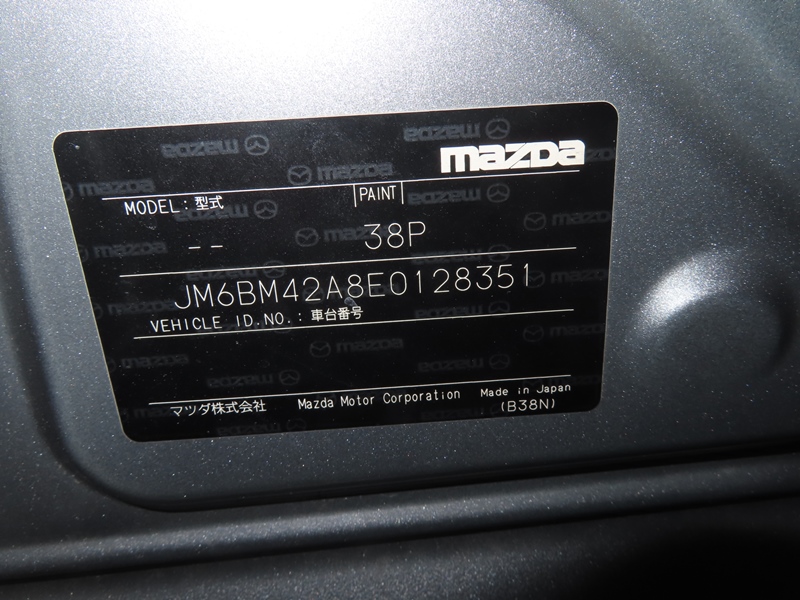 mazda
MODEL: 型式 PAINT
-- 38P
JM6BM42A8E0128351
VEHICLE ID.NO.: 車台番号
マツダ株式会社 Mazda Motor Corporation Made in Japan
(B38N)